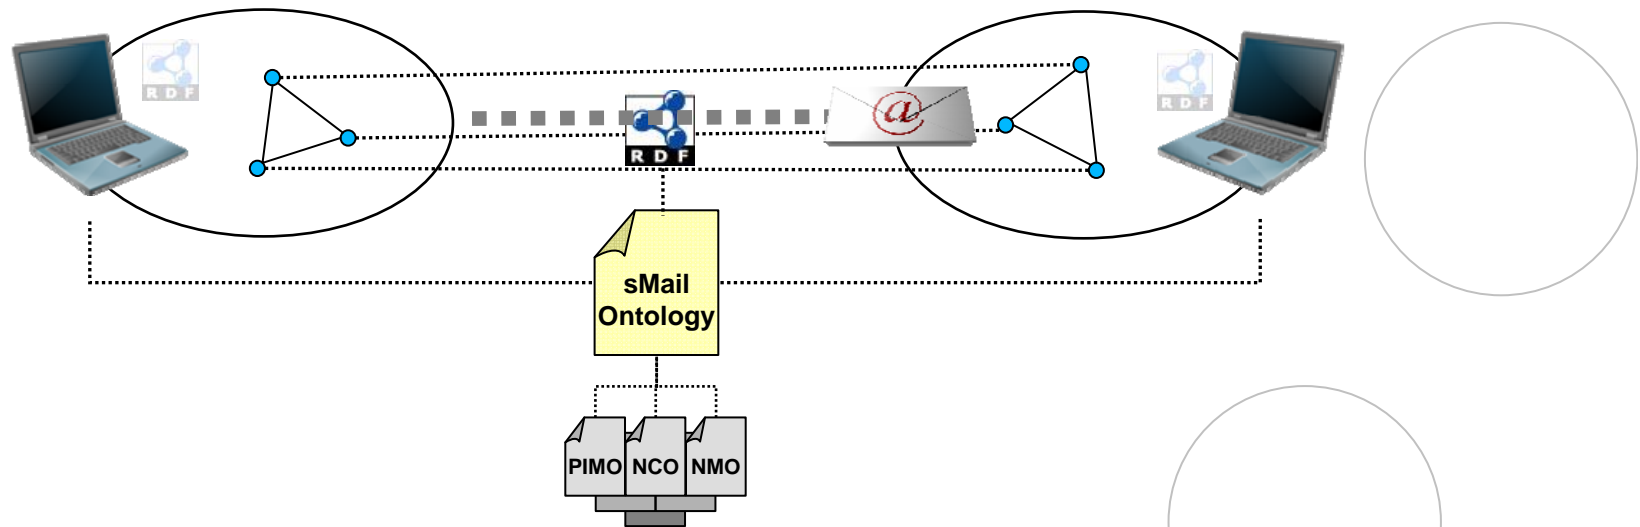 RDF
RDF
@
RDF
sMail
Ontology
PIMO NCO NMO